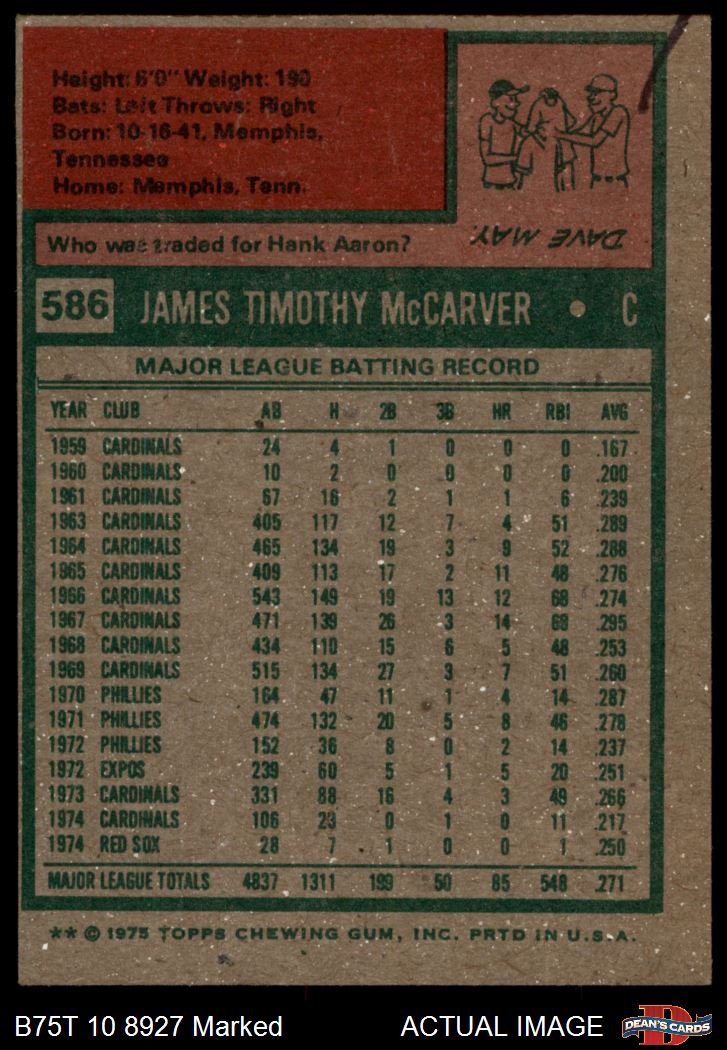 Height: 6'0" Weight: 190
Bats: Left Throws: Right
Born: 10-16-41, Memphis,
Tennessee
Home: Memphis, Tenn.
Who was traded for Hank Aaron?
DAVE MAY.
586 JAMES TIMOTHY McCARVER • C
MAJOR LEAGUE BATTING RECORD
YEAR CLUB AB H 2B 3B HR RBI AVG
1959 CARDINALS 24 4 1 0 0 0 .167
1960 CARDINALS 10 2 0 0 0 0 .200
1961 CARDINALS 67 16 2 1 1 6 .239
1963 CARDINALS 405 117 12 7 4 51 .289
1964 CARDINALS 465 134 19 3 9 52 .288
1965 CARDINALS 409 113 17 2 11 48 .276
1966 CARDINALS 543 149 19 13 12 68 .274
1967 CARDINALS 471 139 26 3 14 69 .295
1968 CARDINALS 434 110 15 6 5 48 .253
1969 CARDINALS 515 134 27 3 7 51 .260
1970 PHILLIES 164 47 11 1 4 14 .287
1971 PHILLIES 474 132 20 5 8 46 .278
1972 PHILLIES 152 36 8 0 2 14 .237
1972 EXPOS 239 60 5 1 5 20 .251
1973 CARDINALS 331 88 16 4 3 49 .266
1974 CARDINALS 106 23 0 1 0 11 .217
1974 RED SOX 28 7 1 0 0 1 .250
MAJOR LEAGUE TOTALS 4837 1311 199 50 85 548 .271
** © 1975 TOPPS CHEWING GUM, INC. PRTD IN U.S.A.
B75T 10 8927 Marked ACTUAL IMAGE
D
DEAN'S CARDS